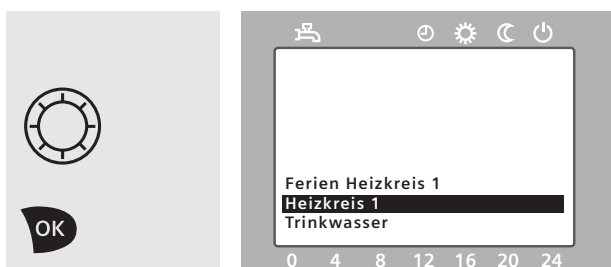 OK
Ferien Heizkreis 1
Heizkreis 1
Trinkwasser
0 4 8 12 16 20 24